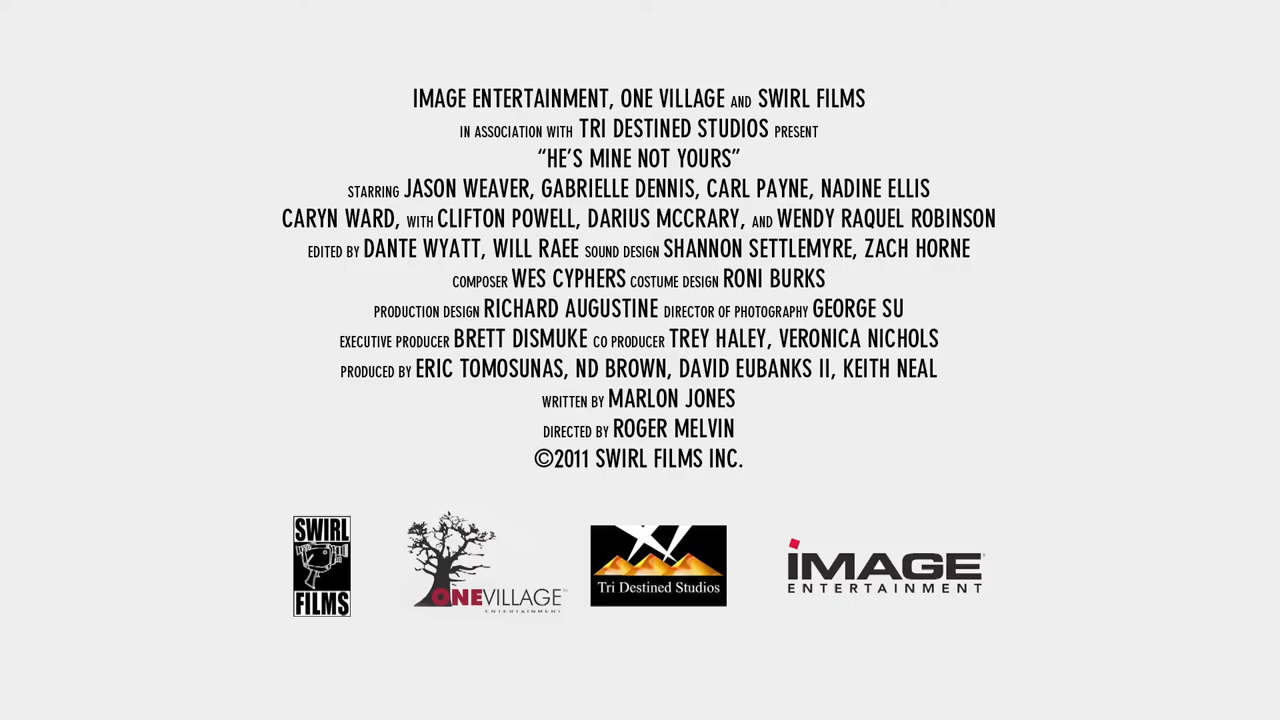 IMAGE ENTERTAINMENT, ONE VILLAGE AND SWIRL FILMS
IN ASSOCIATION WITH TRI DESTINED STUDIOS PRESENT
“HE’S MINE NOT YOURS”
STARRING JASON WEAVER, GABRIELLE DENNIS, CARL PAYNE, NADINE ELLIS
CARYN WARD, WITH CLIFTON POWELL, DARIUS MCCRARY, AND WENDY RAQUEL ROBINSON
EDITED BY DANTE WYATT, WILL RAEE SOUND DESIGN SHANNON SETTLEMYRE, ZACH HORNE
COMPOSER WES CYPHERS COSTUME DESIGN RONI BURKS
PRODUCTION DESIGN RICHARD AUGUSTINE DIRECTOR OF PHOTOGRAPHY GEORGE SU
EXECUTIVE PRODUCER BRETT DISMUKE CO PRODUCER TREY HALEY, VERONICA NICHOLS
PRODUCED BY ERIC TOMOSUNAS, ND BROWN, DAVID EUBANKS II, KEITH NEAL
WRITTEN BY MARLON JONES
DIRECTED BY ROGER MELVIN
©2011 SWIRL FILMS INC.
SWIRL
FILMS
ONEVILLAGE™
ENTERTAINMENT
Tri Destined Studios
iMAGE®
ENTERTAINMENT